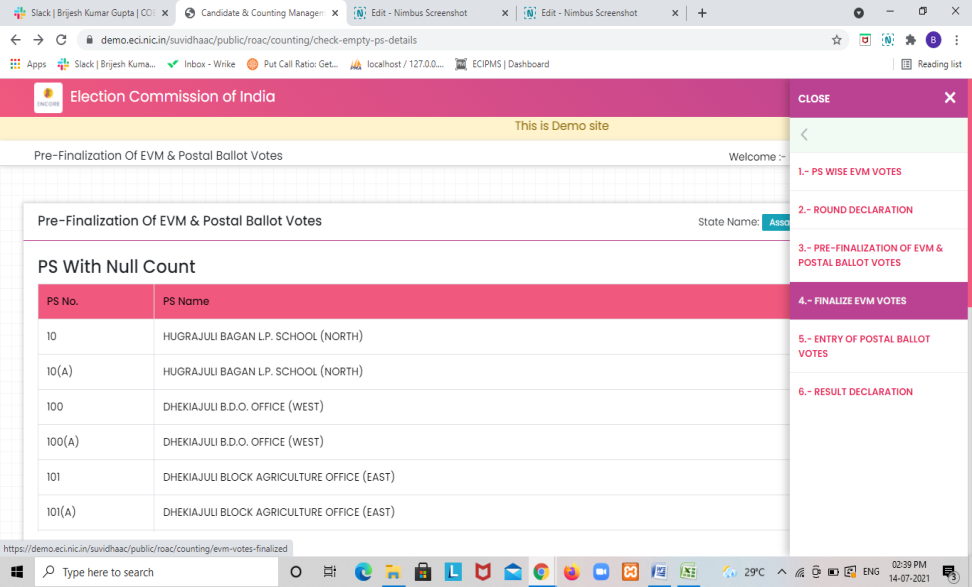 Slack | Brijesh Kumar Gupta | CO
Candidate & Counting Managem
Edit - Nimbus Screenshot
Edit - Nimbus Screenshot
demo.eci.nic.in/suvidhaac/public/roac/counting/check-empty-ps-details
B
Apps
Slack | Brijesh Kuma...
Inbox - Wrike
Put Call Ratio: Get...
localhost / 127.0.0....
ECIPMS | Dashboard
Reading list
ENCORE
Election Commission of India
CLOSE
This is Demo site
Pre-Finalization Of EVM & Postal Ballot Votes
Welcome :-
1.- PS WISE EVM VOTES
2.- ROUND DECLARATION
3.- PRE-FINALIZATION OF EVM &
POSTAL BALLOT VOTES
4.- FINALIZE EVM VOTES
5.- ENTRY OF POSTAL BALLOT
VOTES
6.- RESULT DECLARATION
Pre-Finalization Of EVM & Postal Ballot Votes
State Name: Assa
PS With Null Count
PS No. PS Name
10 HUGRAJULI BAGAN L.P. SCHOOL (NORTH)
10(A) HUGRAJULI BAGAN L.P. SCHOOL (NORTH)
100 DHEKIAJULI B.D.O. OFFICE (WEST)
100(A) DHEKIAJULI B.D.O. OFFICE (WEST)
101 DHEKIAJULI BLOCK AGRICULTURE OFFICE (EAST)
101(A) DHEKIAJULI BLOCK AGRICULTURE OFFICE (EAST)
https://demo.eci.nic.in/suvidhaac/public/roac/counting/evm-votes-finalized
Type here to search
29°C
ENG
02:39 PM
14-07-2021
3